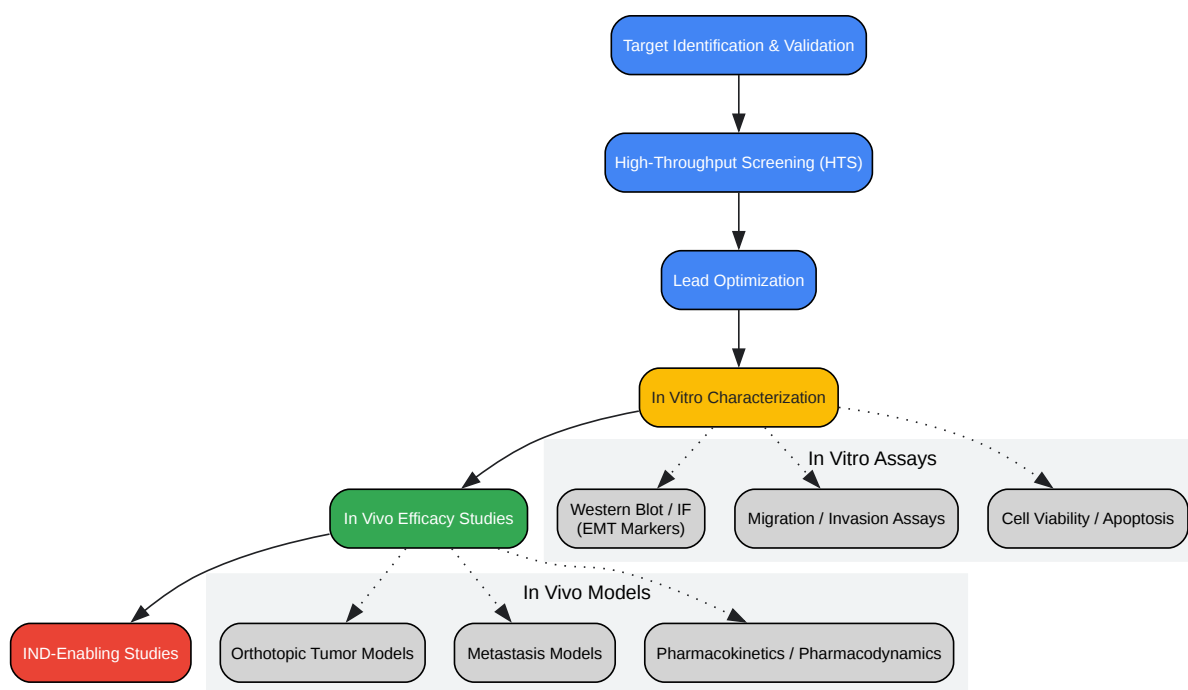 Target Identification & Validation
High-Throughput Screening (HTS)
Lead Optimization
In Vitro Characterization
In Vitro Assays
In Vivo Efficacy Studies
Western Blot / IF
(EMT Markers)
Migration / Invasion Assays
Cell Viability / Apoptosis
In Vivo Models
IND-Enabling Studies
Orthotopic Tumor Models
Metastasis Models
Pharmacokinetics / Pharmacodynamics